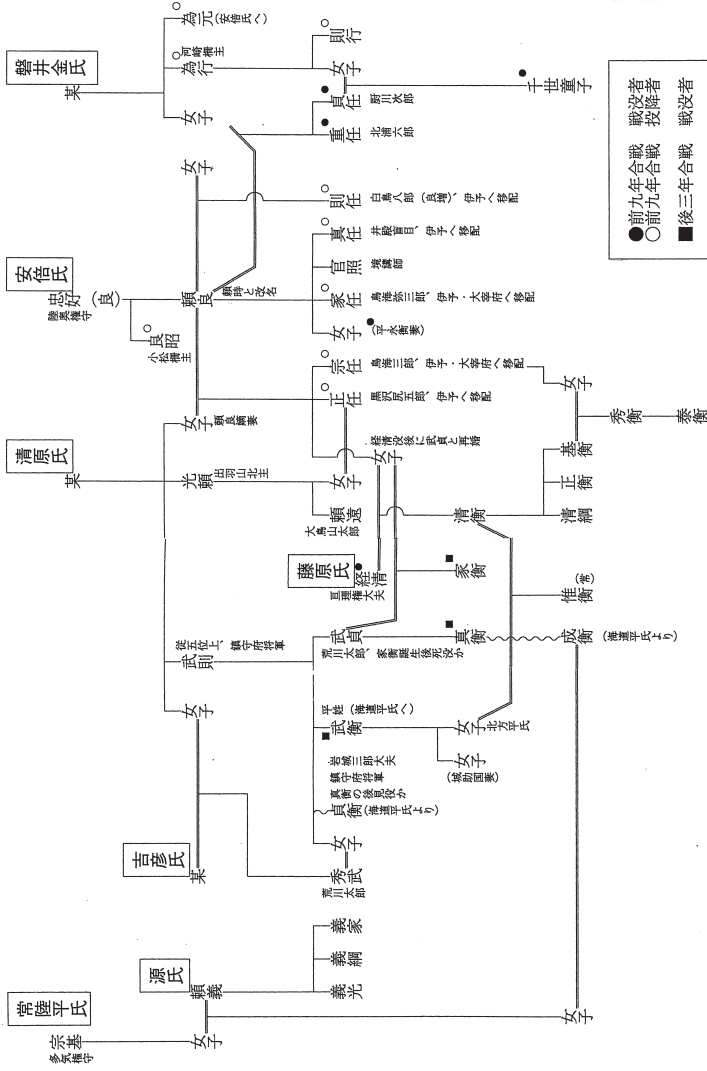 磐井金氏
某
為元(安倍氏へ)
河崎柵主
為行
女子
則行
女子
貞任 厨川次郎
千世童子
重任 北浦六郎
安倍氏
忠好(良)
陸奥権守
良昭
小松柵主
頼良
頼時と改名
女子
則任 白鳥八郎(良増)、伊予へ移配
真任 井殿盲目、伊予へ移配
官照 境講師
家任 鳥海弥三郎、伊予・大宰府へ移配
女子(平永衡妻)
宗任 鳥海三郎、伊予・大宰府へ移配
正任 黒沢尻五郎、伊予へ移配
女子
経清没後に武貞と再婚
女子 頼良嫡妻
女子
基衡
秀衡
泰衡
正衡
清綱
清原氏
某
光頼
出羽山北主
女子
頼遠
大鳥山太郎
藤原氏
経清
亘理権大夫
清衡
家衡
惟衡
(常)
武則
従五位上、鎮守府将軍
武貞
荒川太郎、家衡誕生後死没か
真衡
成衡(海道平氏より)
武衡
平姓(海道平氏へ)
女子
北方平氏
女子
(城助国妻)
岩城三郎大夫
鎮守府将軍
真衡の後見役か
貞衡(海道平氏より)
女子
秀武
荒川太郎
女子
吉彦氏
某
源氏
頼義
義家
義綱
義光
女子
常陸平氏
宗基
多気権守
女子
●前九年合戦 戦没者
○前九年合戦 投降者
■後三年合戦 戦没者